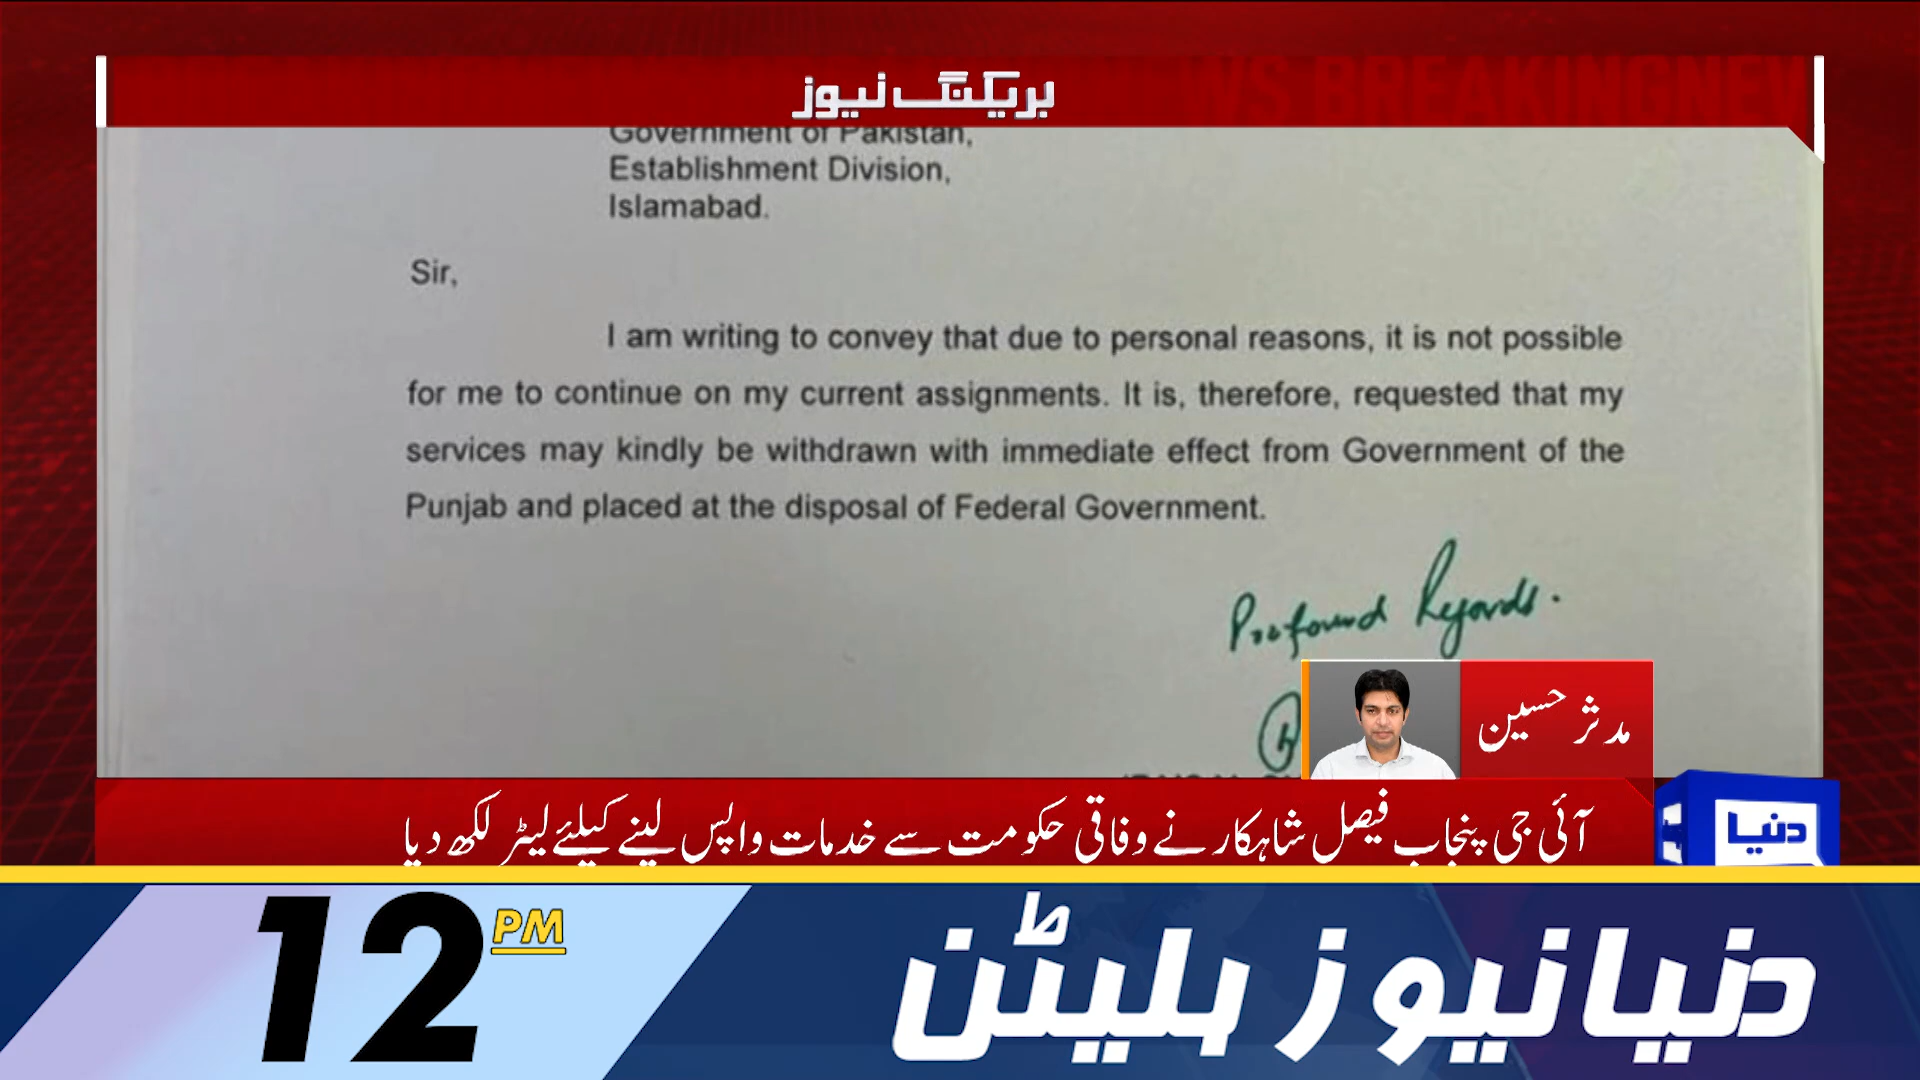 بریکنگ نیوز
WS BREAKINGNEW
Government of Pakistan,
Establishment Division,
Islamabad.
Sir,
I am writing to convey that due to personal reasons, it is not possible
for me to continue on my current assignments. It is, therefore, requested that my
services may kindly be withdrawn with immediate effect from Government of the
Punjab and placed at the disposal of Federal Government.
Profound Regards.
مدثر حسین
آئی جی پنجاب فیصل شاہکار نے وفاقی حکومت سے خدمات واپس لینے کیلئے لیٹر لکھ دیا
دنیا
12 PM
دنیا نیوز بلیٹن